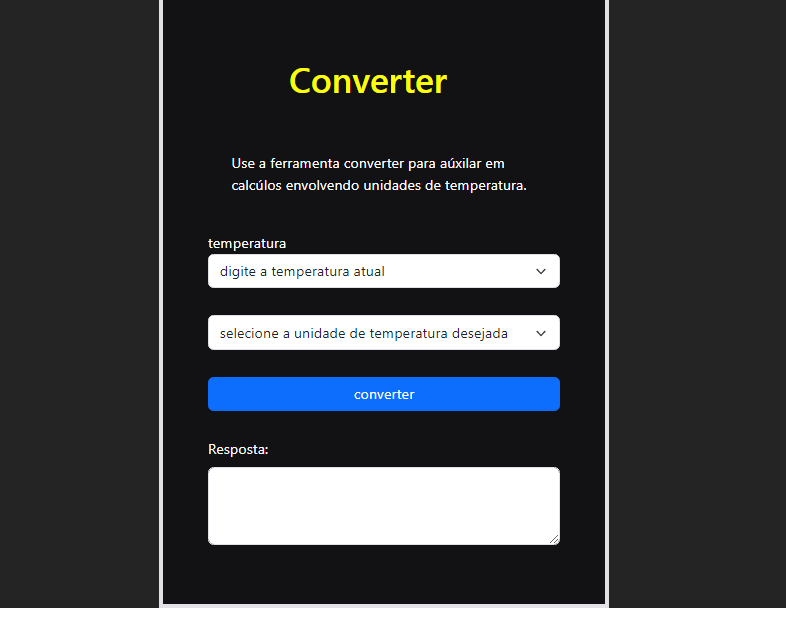 Converter
Use a ferramenta converter para aúxilar em
calcúlos envolvendo unidades de temperatura.
temperatura
digite a temperatura atual
selecione a unidade de temperatura desejada
converter
Resposta: